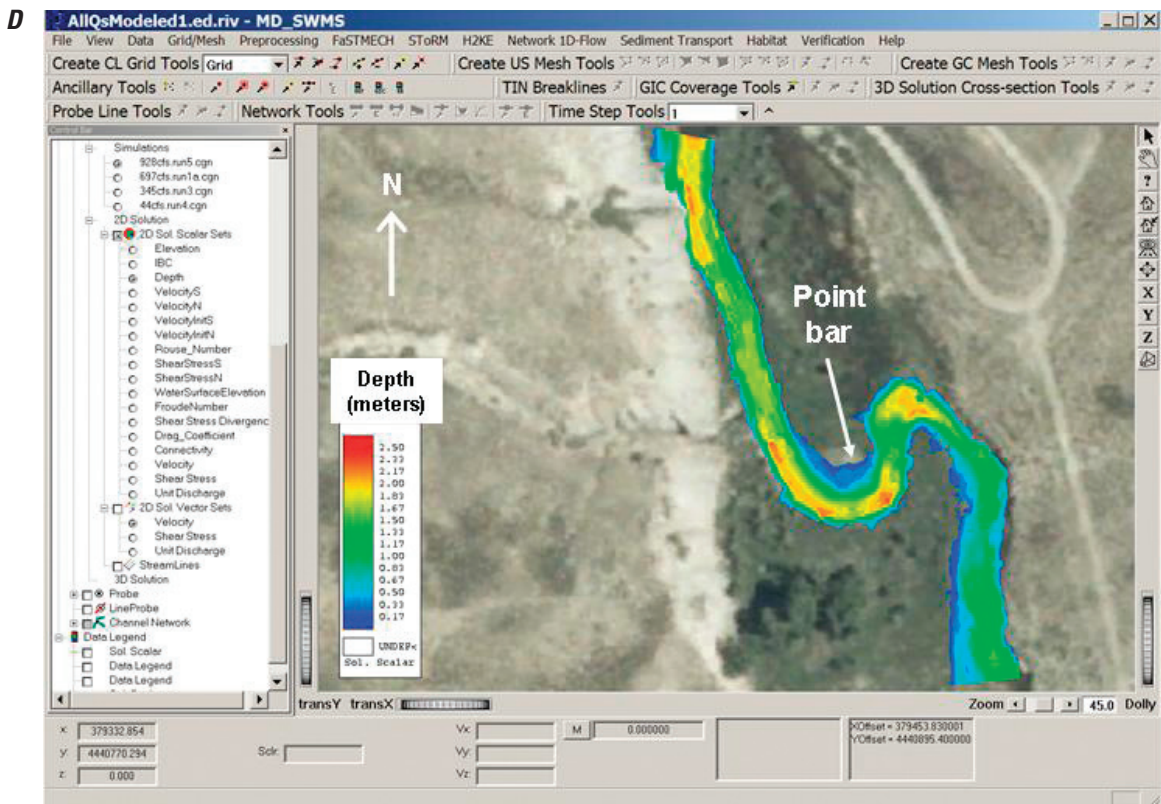 D
AllQsModeled1.ed.riv - MD_SWMS
File View Data Grid/Mesh Preprocessing FaSTMECH SToRM H2KE Network 1D-Flow Sediment Transport Habitat Verification Help
Create CL Grid Tools Grid Create US Mesh Tools Create GC Mesh Tools
Ancillary Tools TIN Breaklines GIC Coverage Tools 3D Solution Cross-section Tools
Probe Line Tools Network Tools Time Step Tools 1
Control Bar
Simulations
928cfs.run5.cgn
697cfs.run1a.cgn
345cfs.run3.cgn
44cfs.run4.cgn
2D Solution
2D Sol. Scalar Sets
Elevation
IBC
Depth
VelocityS
VelocityN
VelocityInitS
VelocityInitN
Rouse_Number
ShearStressS
ShearStressN
WaterSurfaceElevation
FroudeNumber
Shear Stress Divergenc
Drag_Coefficient
Connectivity
Velocity
Shear Stress
Unit Discharge
2D Sol. Vector Sets
Velocity
Shear Stress
Unit Discharge
StreamLines
3D Solution
Probe
LineProbe
Channel Network
Data Legend
Sol. Scalar
Data Legend
Data Legend
N
Point
bar
Depth
(meters)
2.50
2.33
2.17
2.00
1.83
1.67
1.50
1.33
1.17
1.00
0.83
0.67
0.50
0.33
0.17
UNDEF<
Sol. Scalar
?
X
Y
Z
transY transX Zoom 45.0 Dolly
x: 379332.854 Vx: M 0.000000
y: 4440770.294 Sclr: Vy:
z: 0.000 Vz:
XOffset = 379453.830001
YOffset = 4440895.400000